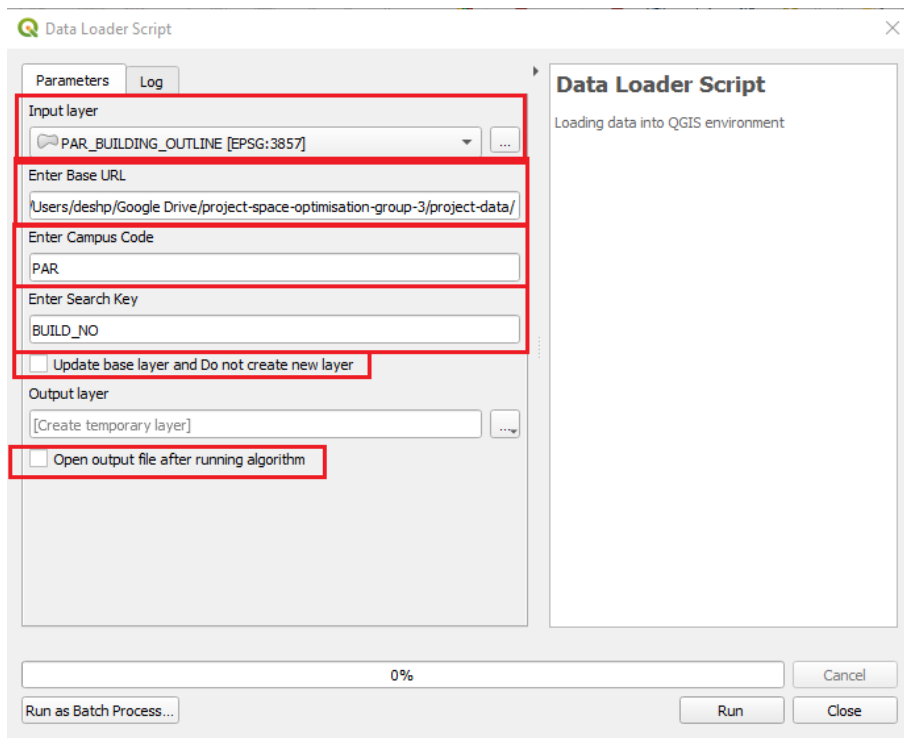 Data Loader Script
Parameters Log
Input layer
PAR_BUILDING_OUTLINE [EPSG:3857]
...
Enter Base URL
/Users/deshp/Google Drive/project-space-optimisation-group-3/project-data/
Enter Campus Code
PAR
Enter Search Key
BUILD_NO
Update base layer and Do not create new layer
Output layer
[Create temporary layer]
...
Open output file after running algorithm
Data Loader Script
Loading data into QGIS environment
0%
Cancel
Run as Batch Process...
Run
Close